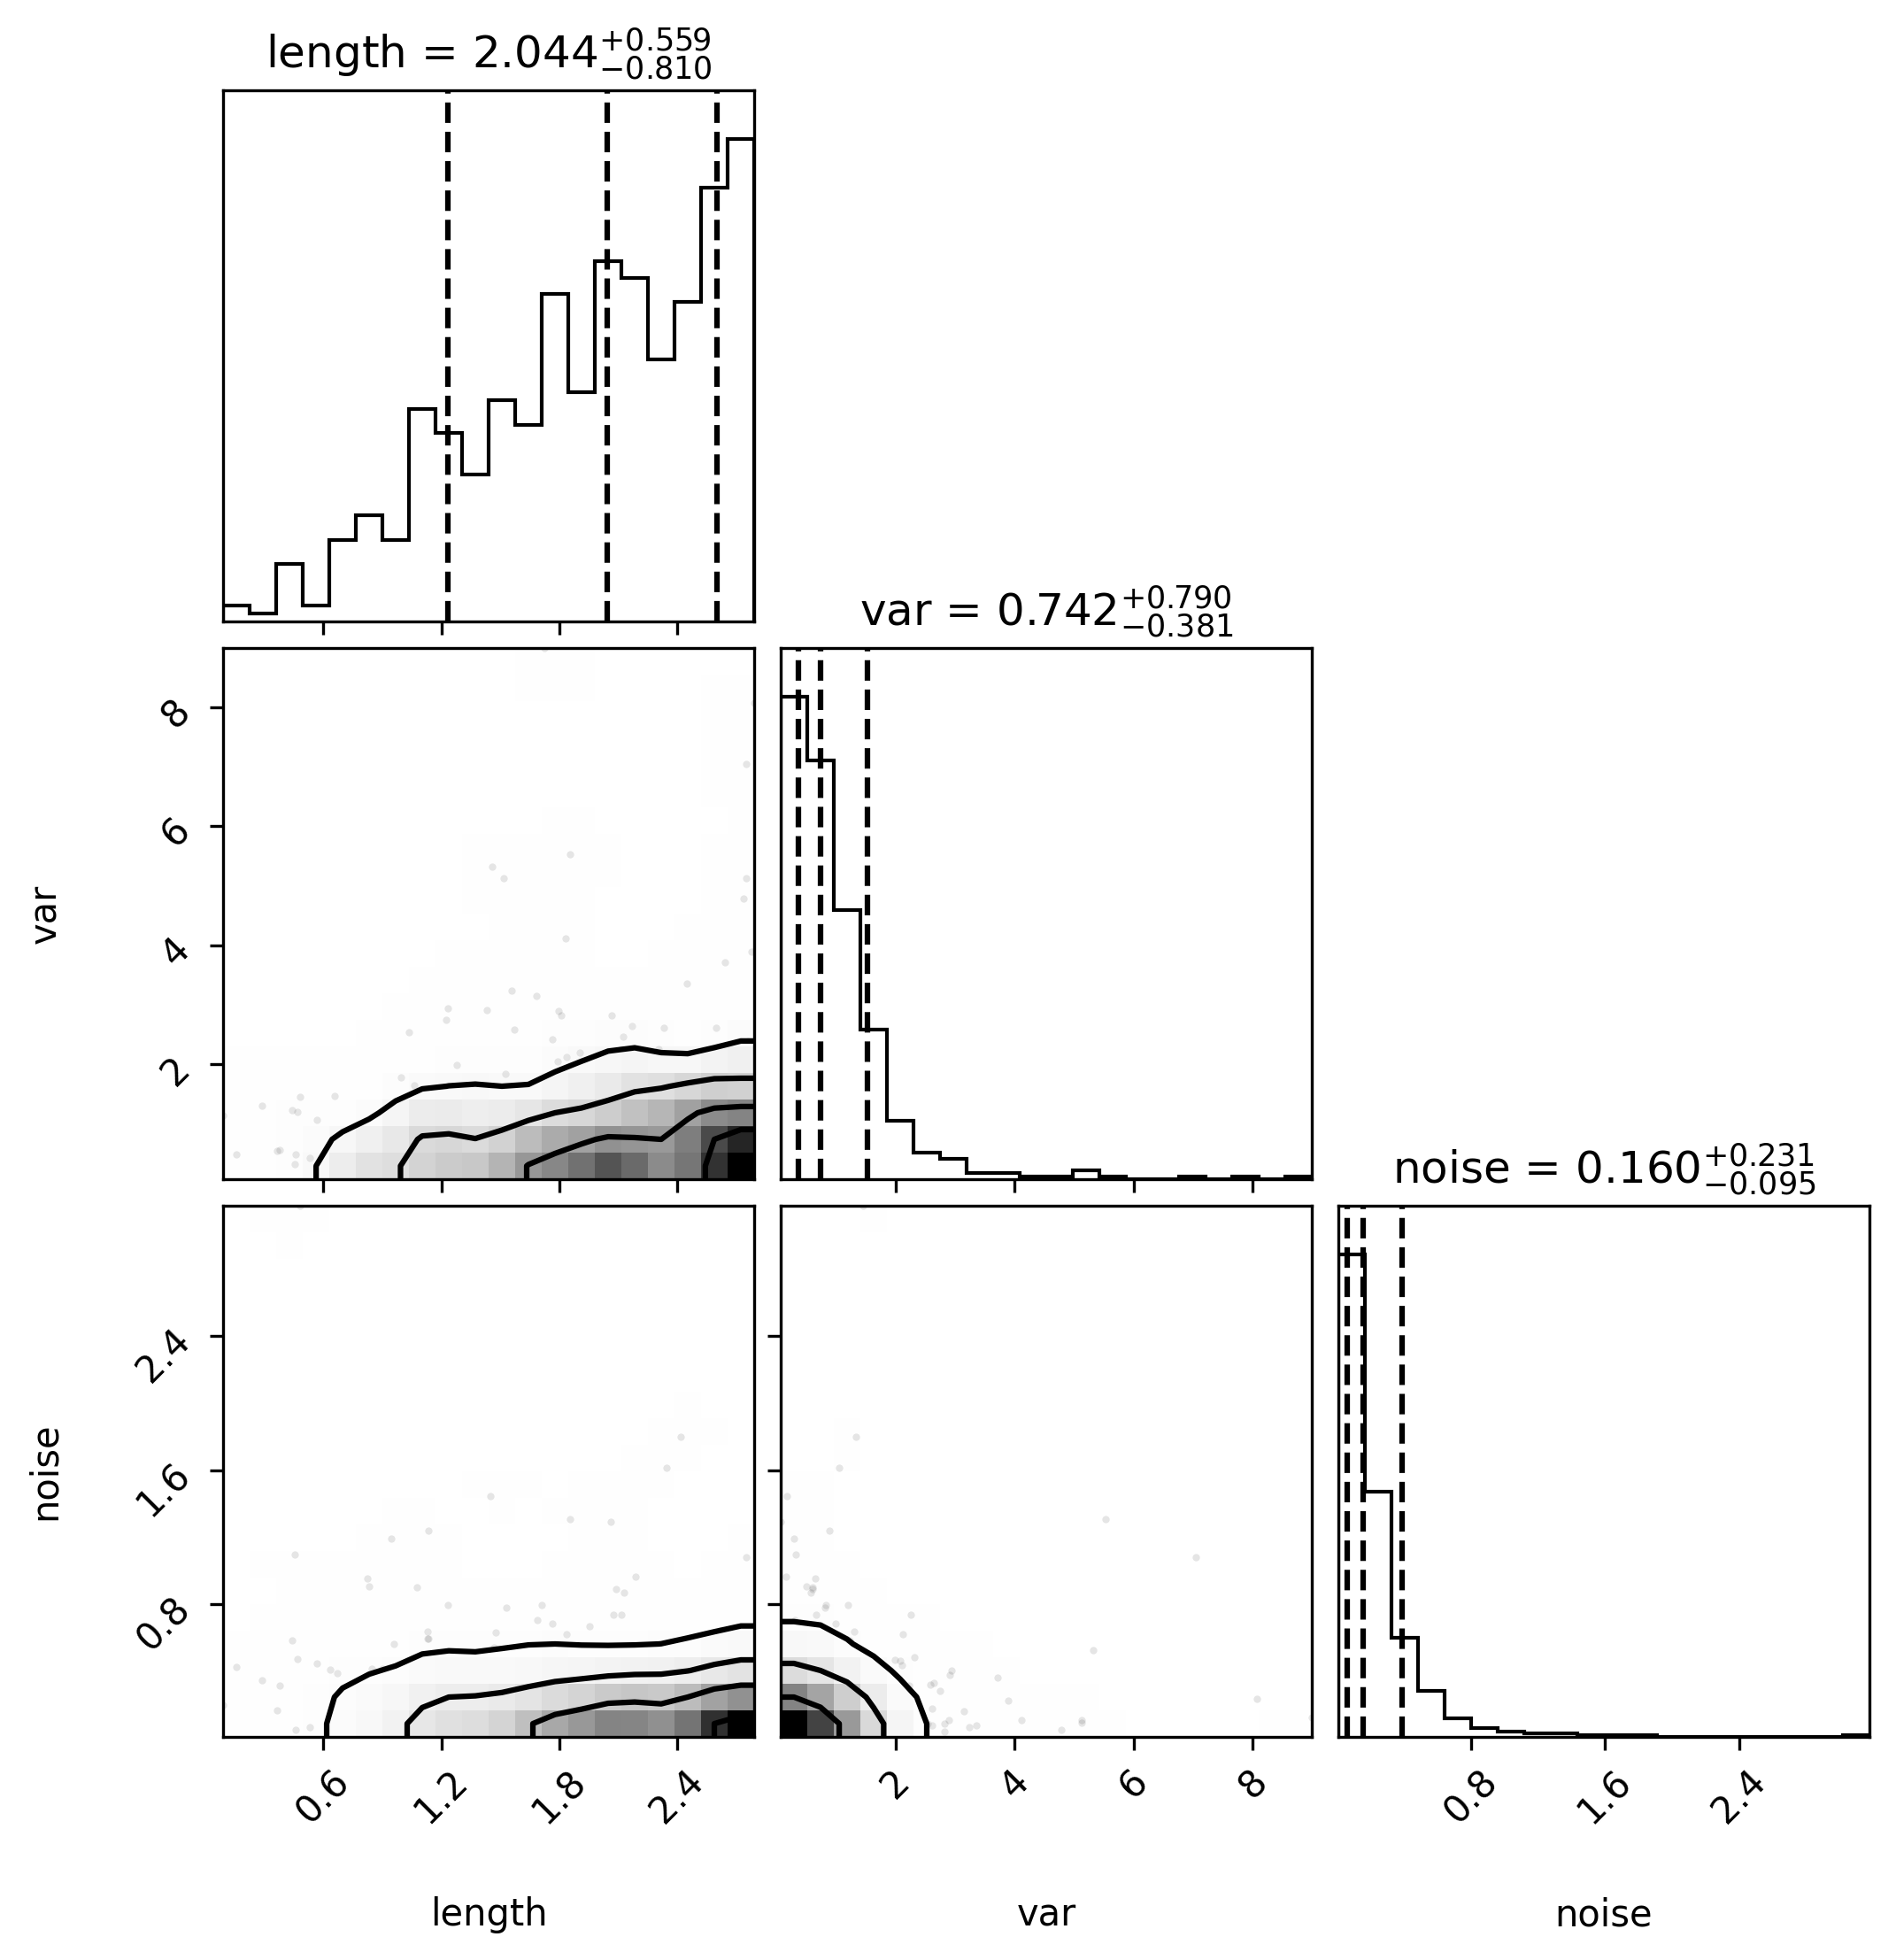 length = 2.044+0.559 −0.810
var = 0.742+0.790 −0.381
8
6
4
2
var
noise = 0.160+0.231 −0.095
2.4
1.6
0.8
noise
0.6 1.2 1.8 2.4 2 4 6 8 0.8 1.6 2.4
length var noise